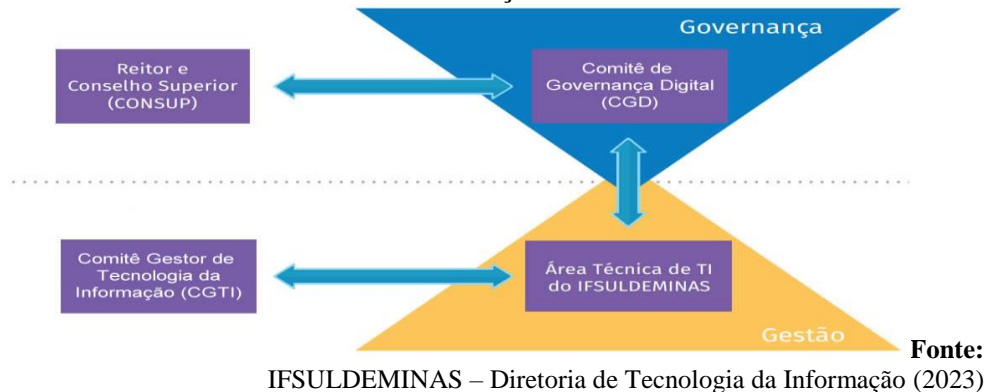 Governança
Reitor e
Conselho Superior
(CONSUP)
Comitê de
Governança Digital
(CGD)
Comitê Gestor de
Tecnologia da
Informação (CGTI)
Área Técnica de TI
do IFSULDEMINAS
Gestão
Fonte:
IFSULDEMINAS – Diretoria de Tecnologia da Informação (2023)